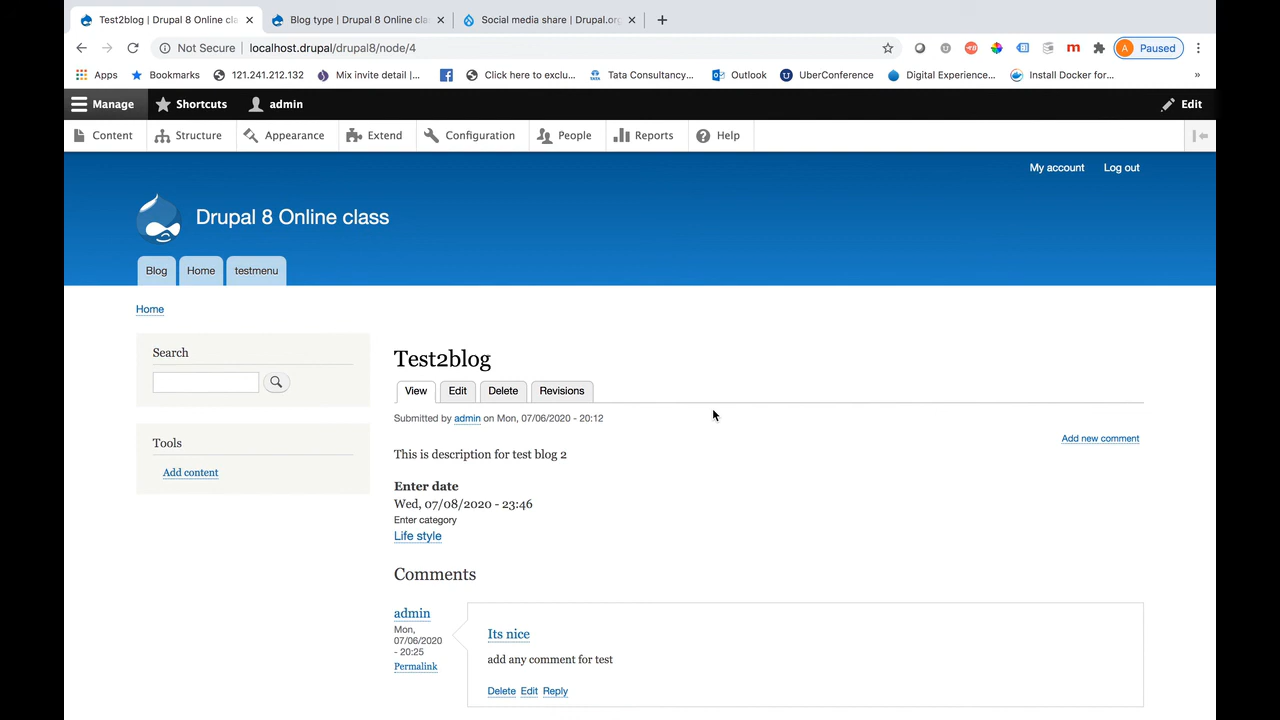 Test2blog | Drupal 8 Online cla
Blog type | Drupal 8 Online cla
Social media share | Drupal.org
Not Secure
localhost.drupal/drupal8/node/4
A
Paused
Apps
Bookmarks
121.241.212.132
Mix invite detail |...
Click here to exclu...
Tata Consultancy...
Outlook
UberConference
Digital Experience...
Install Docker for...
»
Manage
Shortcuts
admin
Edit
Content
Structure
Appearance
Extend
Configuration
People
Reports
Help
My account
Log out
Drupal 8 Online class
Blog
Home
testmenu
Home
Search
Tools
Add content
Test2blog
View
Edit
Delete
Revisions
Submitted by admin on Mon, 07/06/2020 - 20:12
Add new comment
This is description for test blog 2
Enter date
Wed, 07/08/2020 - 23:46
Enter category
Life style
Comments
admin
Mon,
07/06/2020
- 20:25
Permalink
Its nice
add any comment for test
Delete Edit Reply